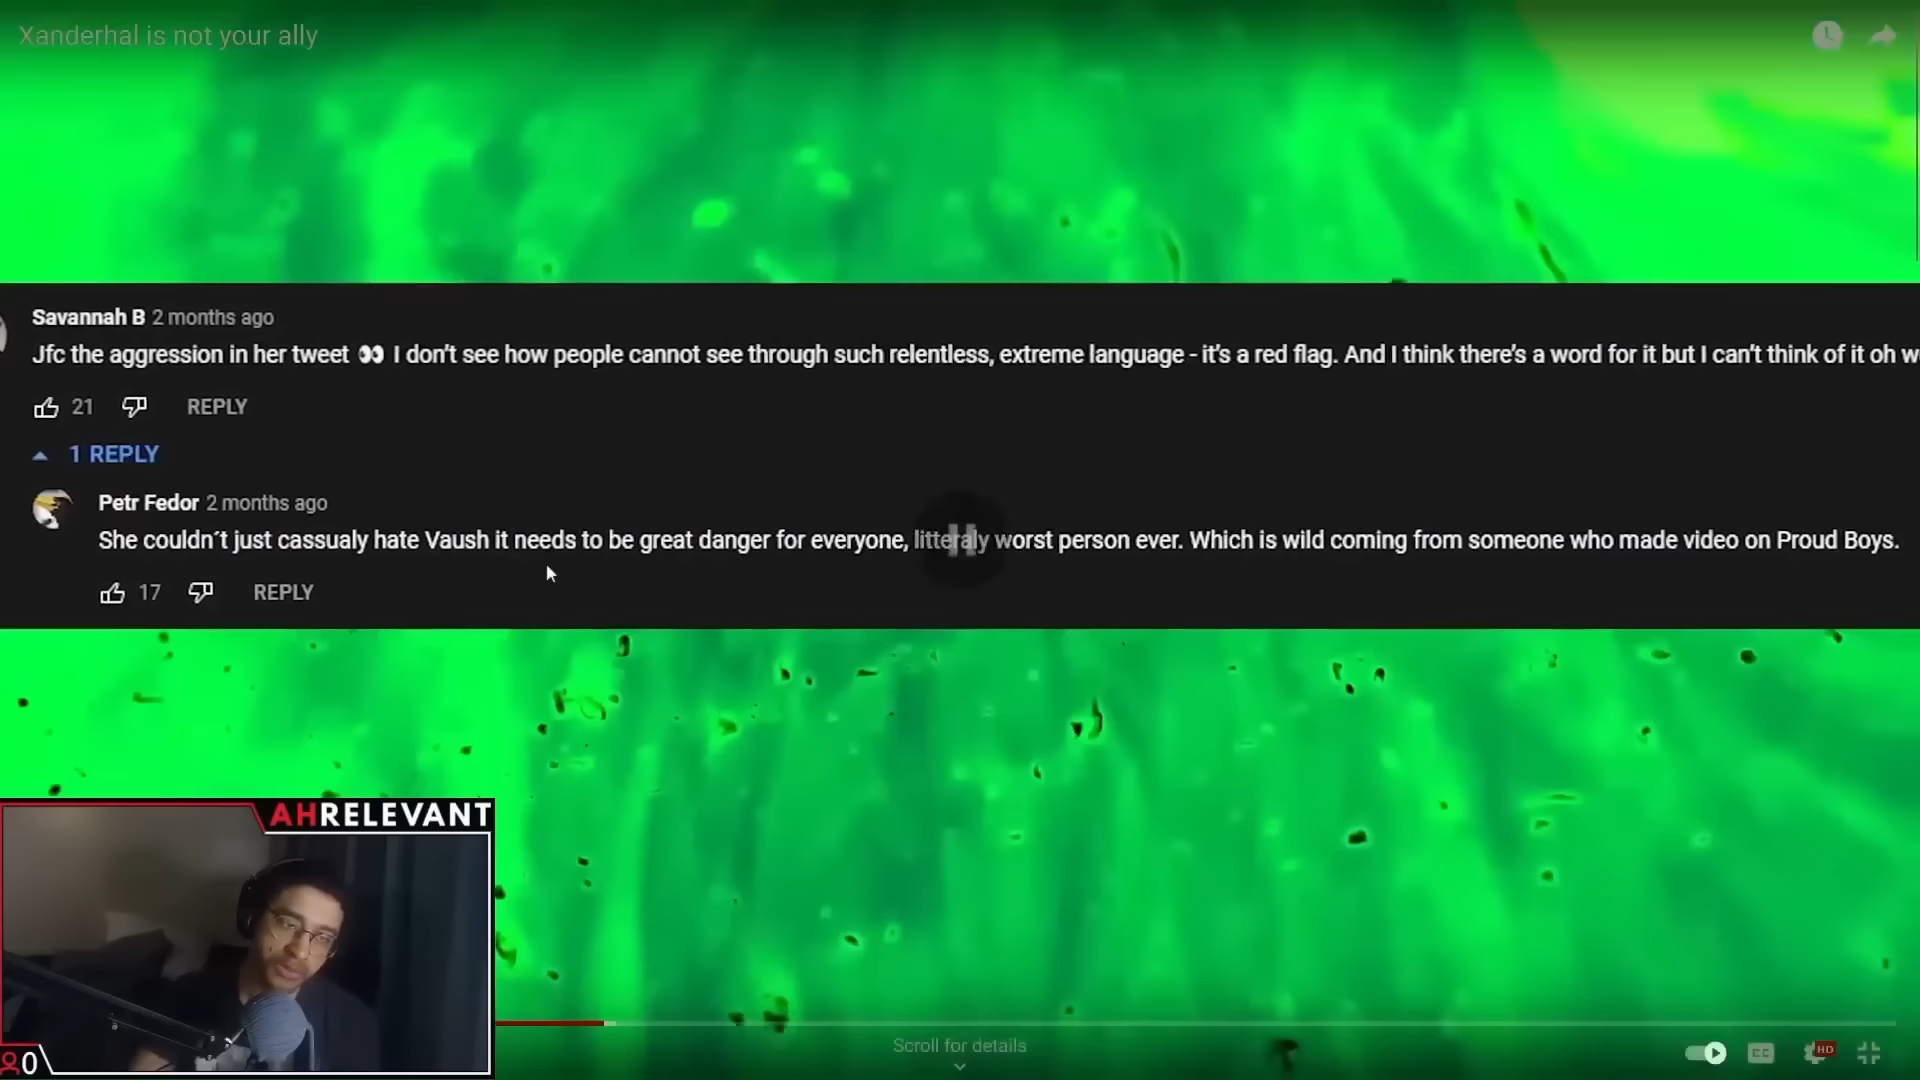 Xanderhal is not your ally
Savannah B 2 months ago
Jfc the aggression in her tweet 👀 I don't see how people cannot see through such relentless, extreme language - it's a red flag. And I think there's a word for it but I can't think of it oh w
21 REPLY
1 REPLY
Petr Fedor 2 months ago
She couldn´t just cassualy hate Vaush it needs to be great danger for everyone, litteraly worst person ever. Which is wild coming from someone who made video on Proud Boys.
17 REPLY
AHRELEVANT
0
Scroll for details
CC
HD